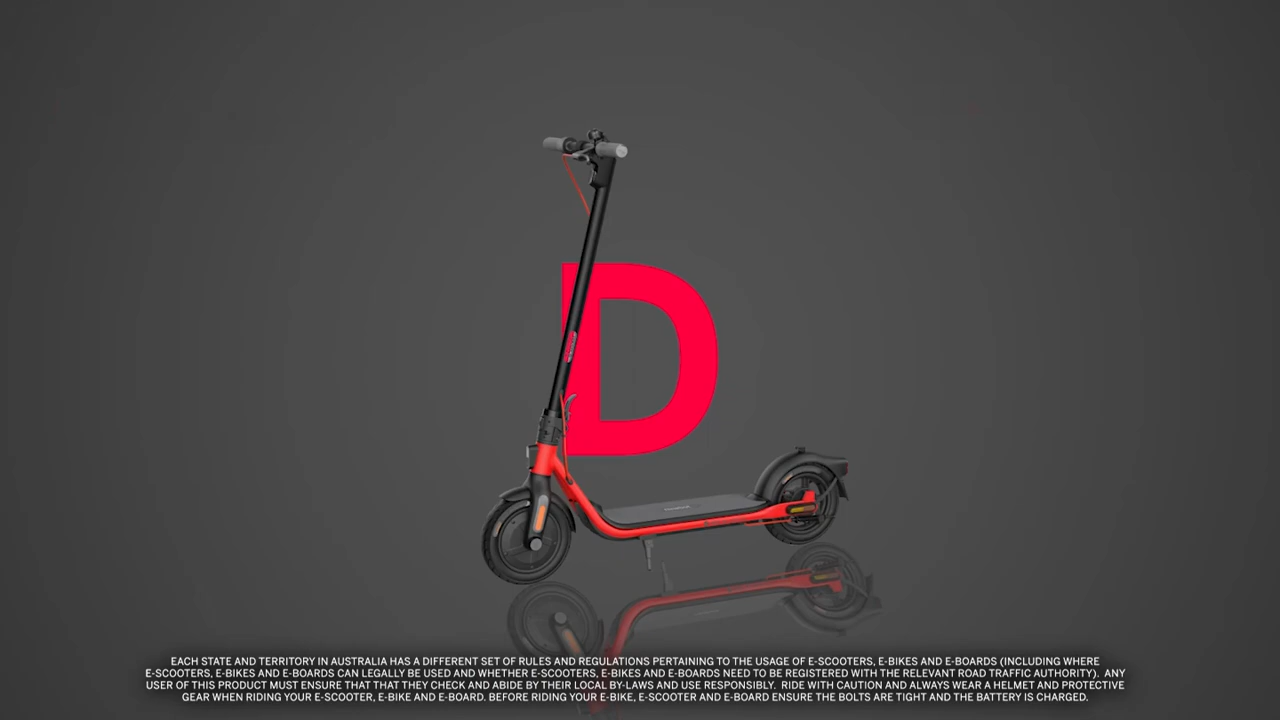 D
EACH STATE AND TERRITORY IN AUSTRALIA HAS A DIFFERENT SET OF RULES AND REGULATIONS PERTAINING TO THE USAGE OF E-SCOOTERS, E-BIKES AND E-BOARDS (INCLUDING WHERE
E-SCOOTERS, E-BIKES AND E-BOARDS CAN LEGALLY BE USED AND WHETHER E-SCOOTERS, E-BIKES AND E-BOARDS NEED TO BE REGISTERED WITH THE RELEVANT ROAD TRAFFIC AUTHORITY). ANY
USER OF THIS PRODUCT MUST ENSURE THAT THAT THEY CHECK AND ABIDE BY THEIR LOCAL BY-LAWS AND USE RESPONSIBLY. RIDE WITH CAUTION AND ALWAYS WEAR A HELMET AND PROTECTIVE
GEAR WHEN RIDING YOUR E-SCOOTER, E-BIKE AND E-BOARD. BEFORE RIDING YOUR E-BIKE, E-SCOOTER AND E-BOARD ENSURE THE BOLTS ARE TIGHT AND THE BATTERY IS CHARGED.